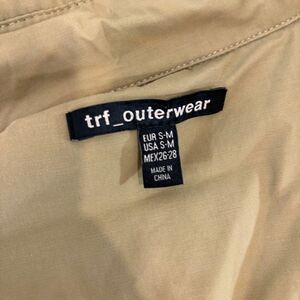 trf_outerwear
EUR S-M
USA S-M
MEX26-28
MADE IN
CHINA